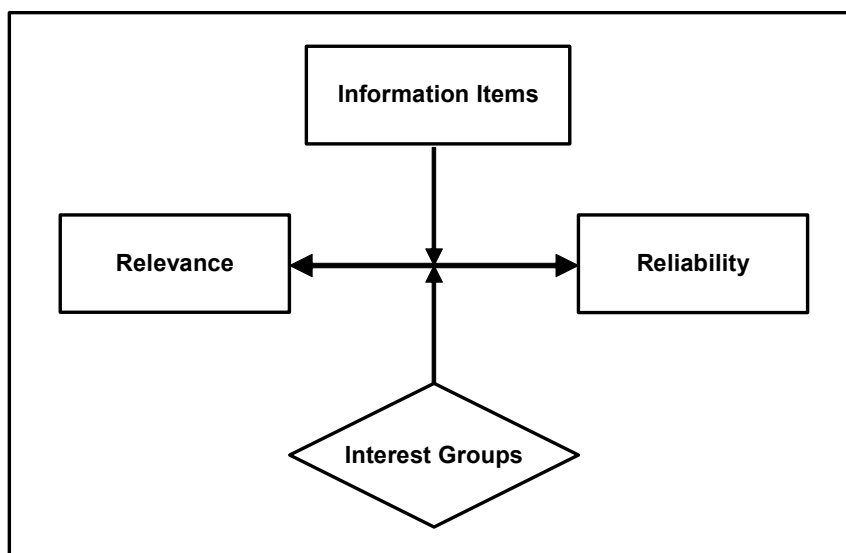 Information Items
Relevance
Reliability
Interest Groups